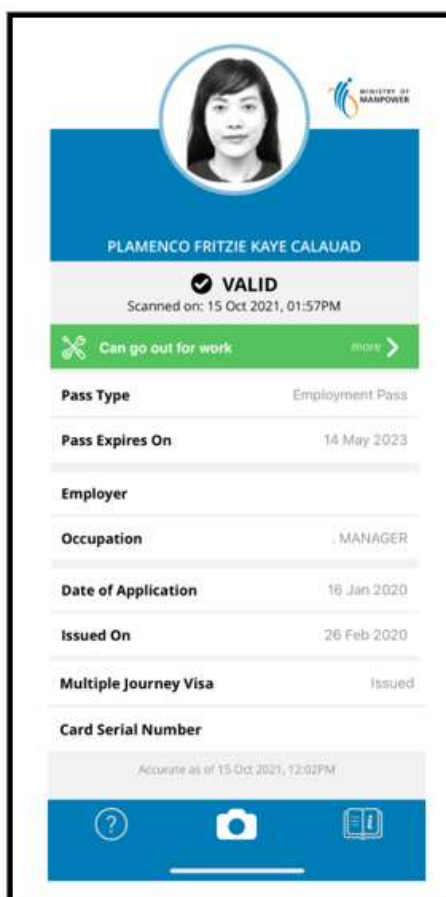 MINISTRY OF
MANPOWER
PLAMENCO FRITZIE KAYE CALAUAD
VALID
Scanned on: 15 Oct 2021, 01:57PM
Can go out for work more
Pass Type Employment Pass
Pass Expires On 14 May 2023
Employer
Occupation . MANAGER
Date of Application 16 Jan 2020
Issued On 26 Feb 2020
Multiple Journey Visa Issued
Card Serial Number
Accurate as of 15 Oct 2021, 12:02PM
?